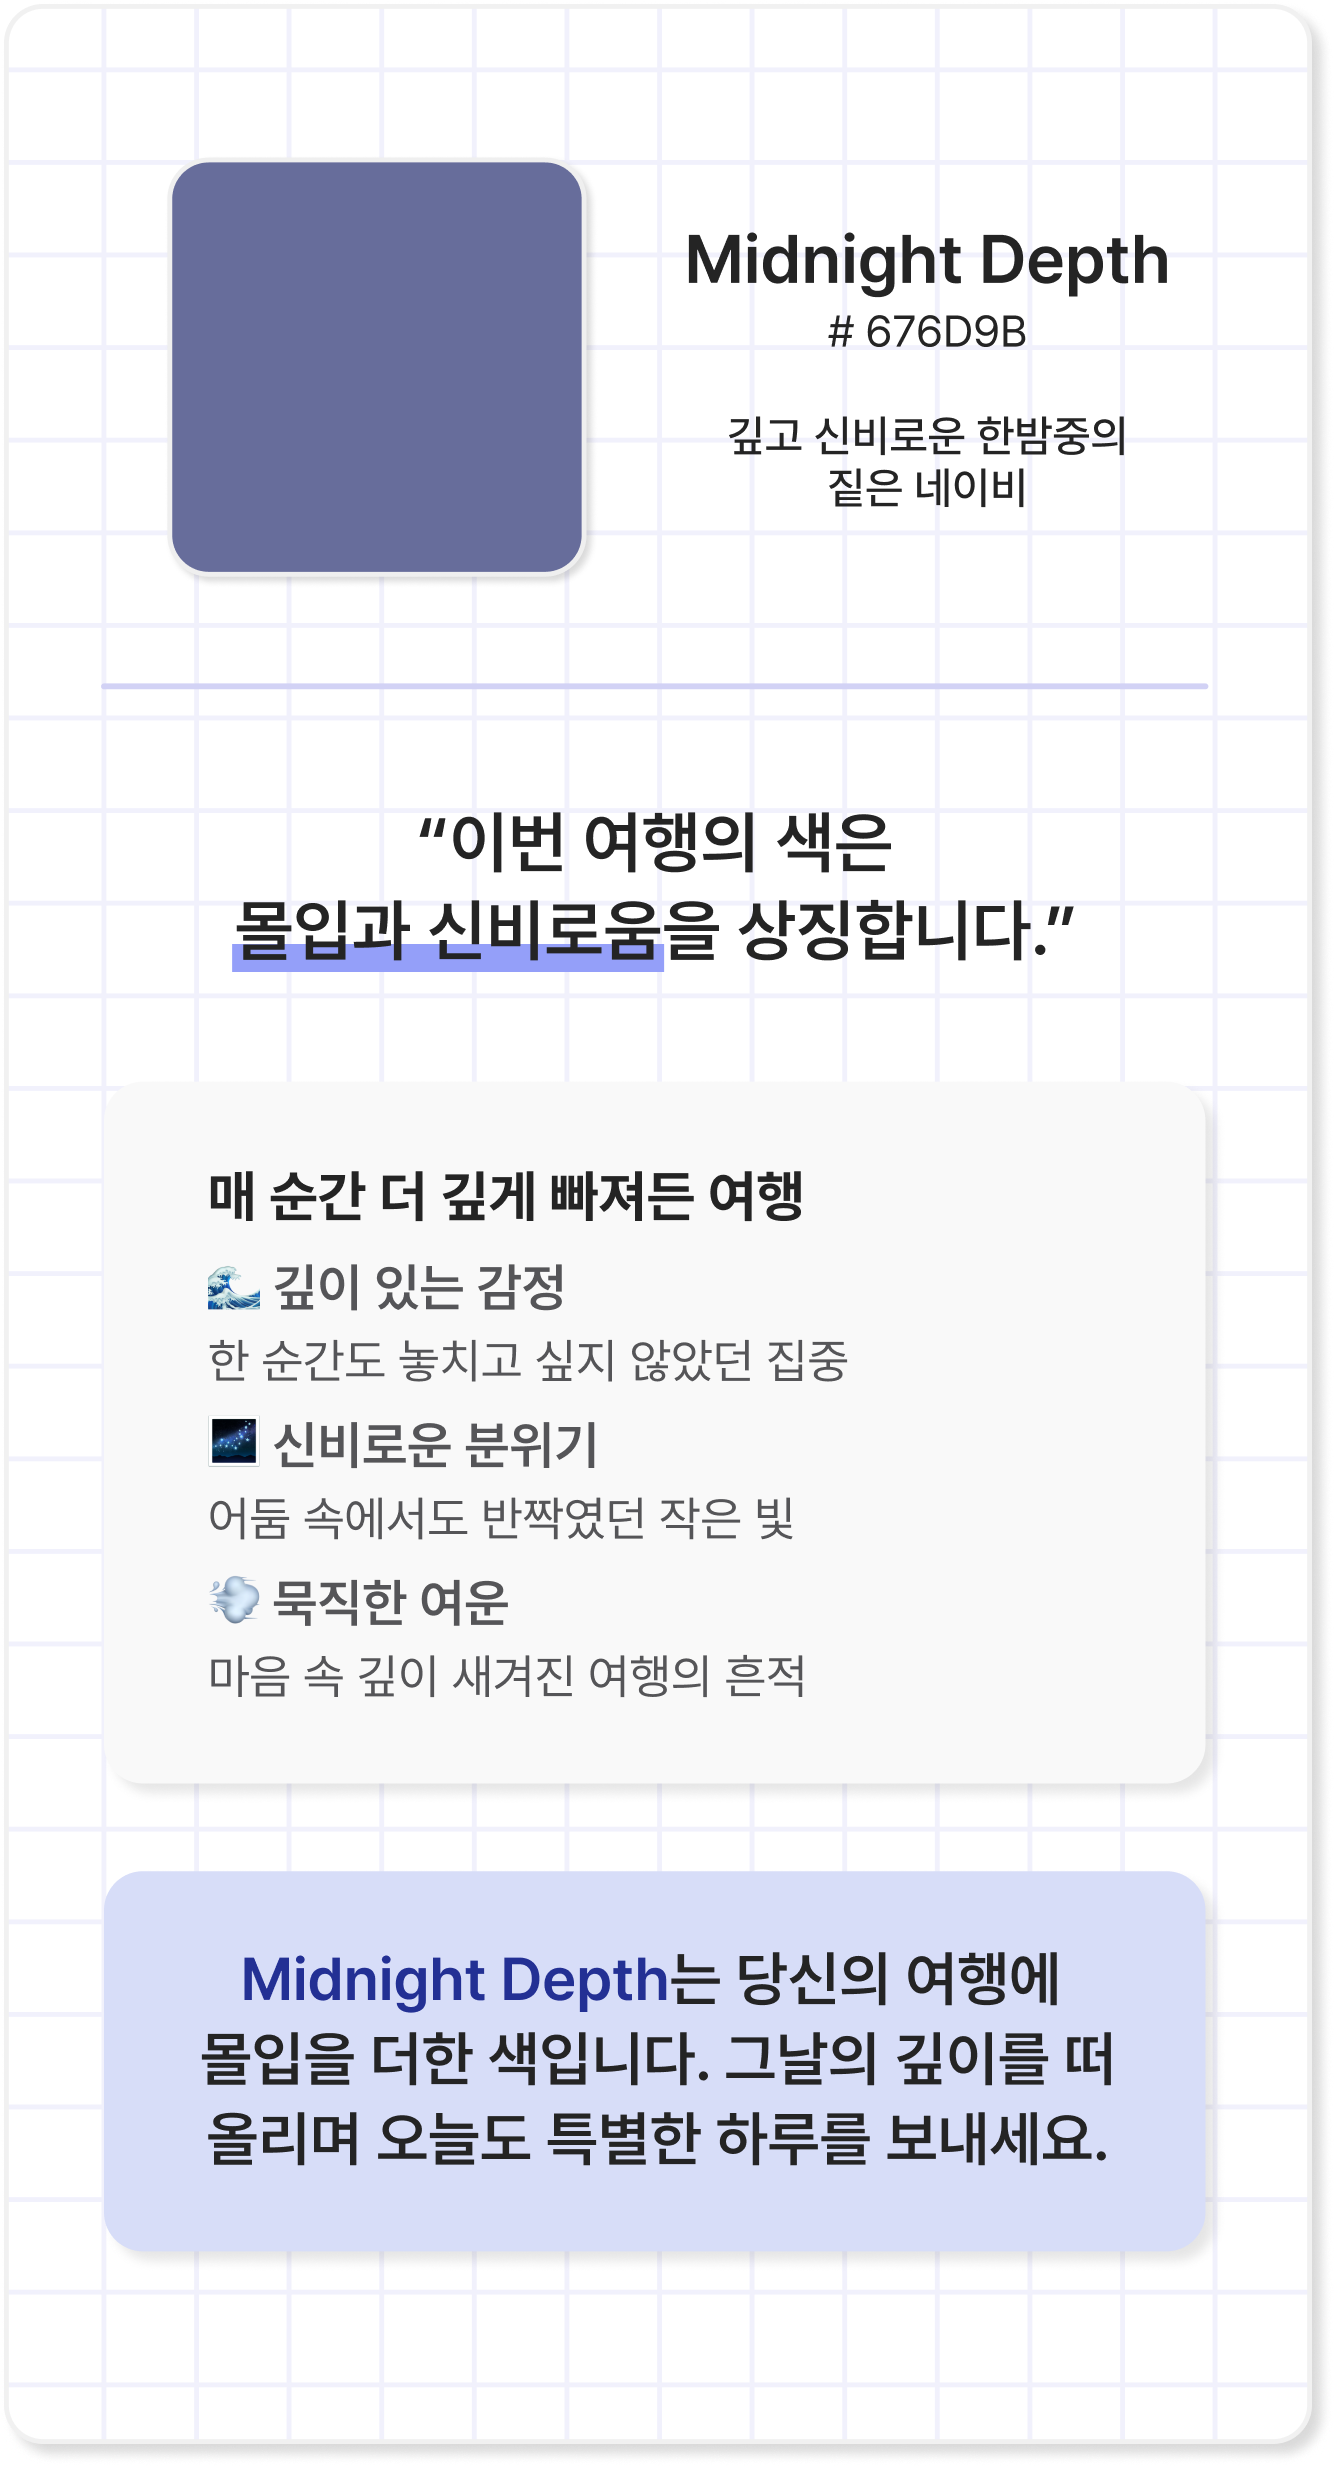 Midnight Depth
# 676D9B
깊고 신비로운 한밤중의
짙은 네이비
“이번 여행의 색은
몰입과 신비로움을 상징합니다.”
매 순간 더 깊게 빠져든 여행
🌊 깊이 있는 감정
한 순간도 놓치고 싶지 않았던 집중
🌌 신비로운 분위기
어둠 속에서도 반짝였던 작은 빛
💨 묵직한 여운
마음 속 깊이 새겨진 여행의 흔적
Midnight Depth는 당신의 여행에
몰입을 더한 색입니다. 그날의 깊이를 떠
올리며 오늘도 특별한 하루를 보내세요.